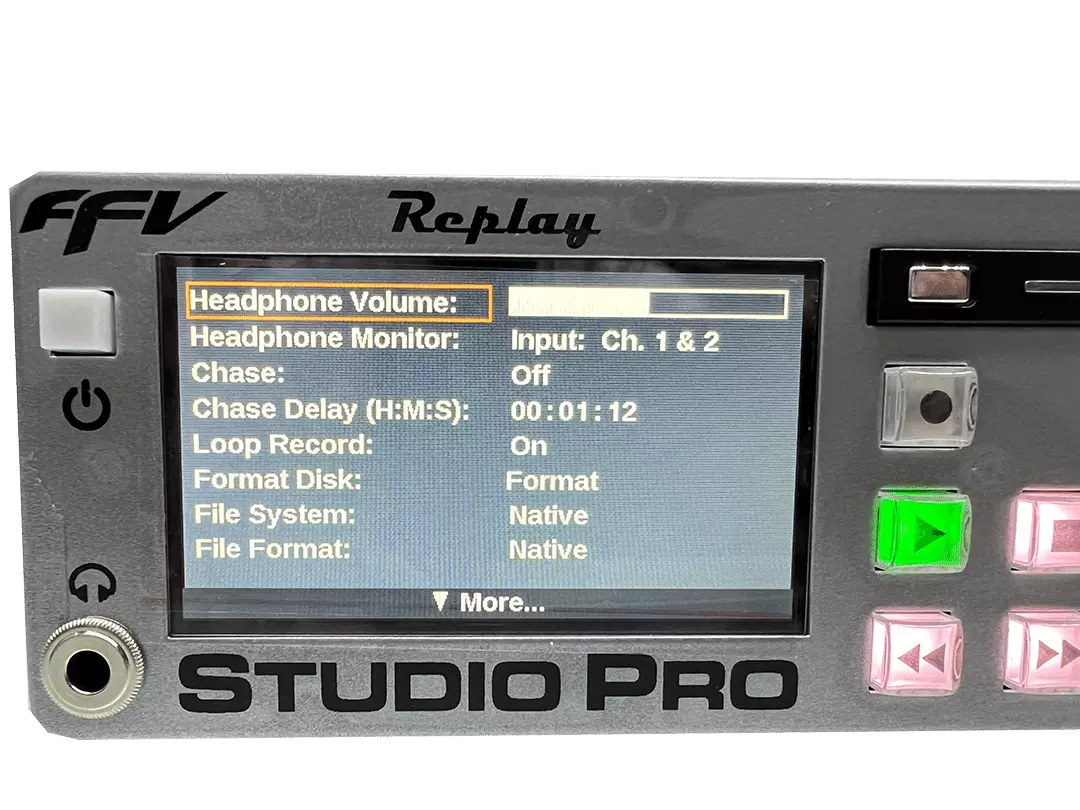 FFV
Replay
Headphone Volume:
Headphone Monitor: Input: Ch. 1 & 2
Chase: Off
Chase Delay (H:M:S): 00:01:12
Loop Record: On
Format Disk: Format
File System: Native
File Format: Native
▼ More...
STUDIO PRO